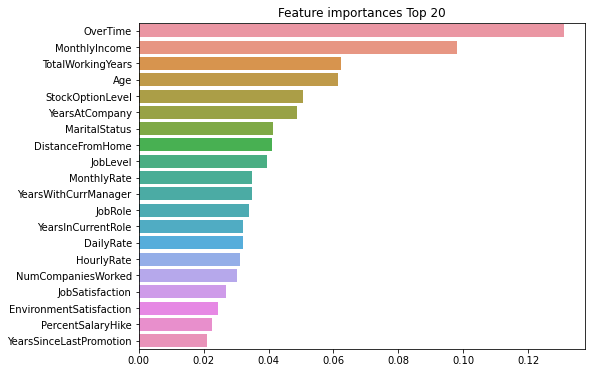 Feature importances Top 20
OverTime
MonthlyIncome
TotalWorkingYears
Age
StockOptionLevel
YearsAtCompany
MaritalStatus
DistanceFromHome
JobLevel
MonthlyRate
YearsWithCurrManager
JobRole
YearsInCurrentRole
DailyRate
HourlyRate
NumCompaniesWorked
JobSatisfaction
EnvironmentSatisfaction
PercentSalaryHike
YearsSinceLastPromotion
0.00 0.02 0.04 0.06 0.08 0.10 0.12